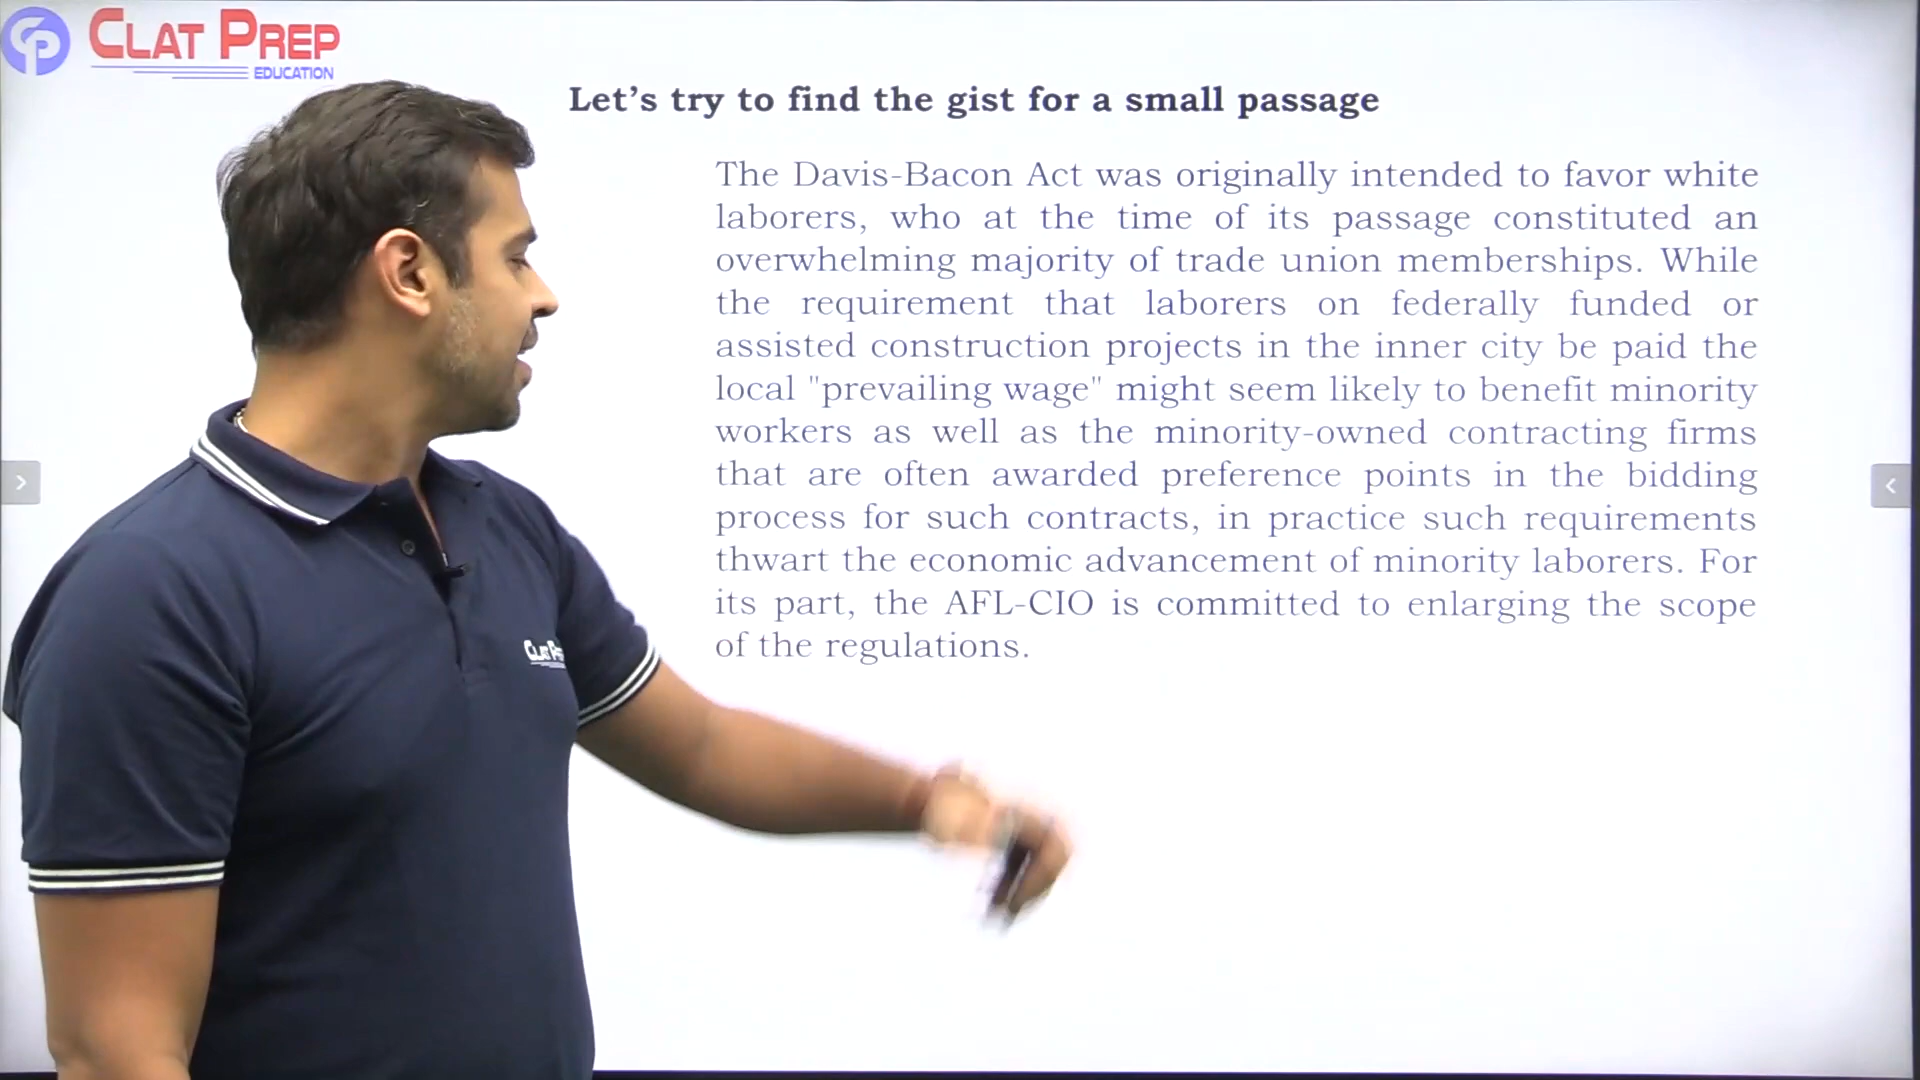 CLAT PREP
EDUCATION
Let's try to find the gist for a small passage
The Davis-Bacon Act was originally intended to favor white
laborers, who at the time of its passage constituted an
overwhelming majority of trade union memberships. While
the requirement that laborers on federally funded or
assisted construction projects in the inner city be paid the
local "prevailing wage" might seem likely to benefit minority
workers as well as the minority-owned contracting firms
that are often awarded preference points in the bidding
process for such contracts, in practice such requirements
thwart the economic advancement of minority laborers. For
its part, the AFL-CIO is committed to enlarging the scope
of the regulations.